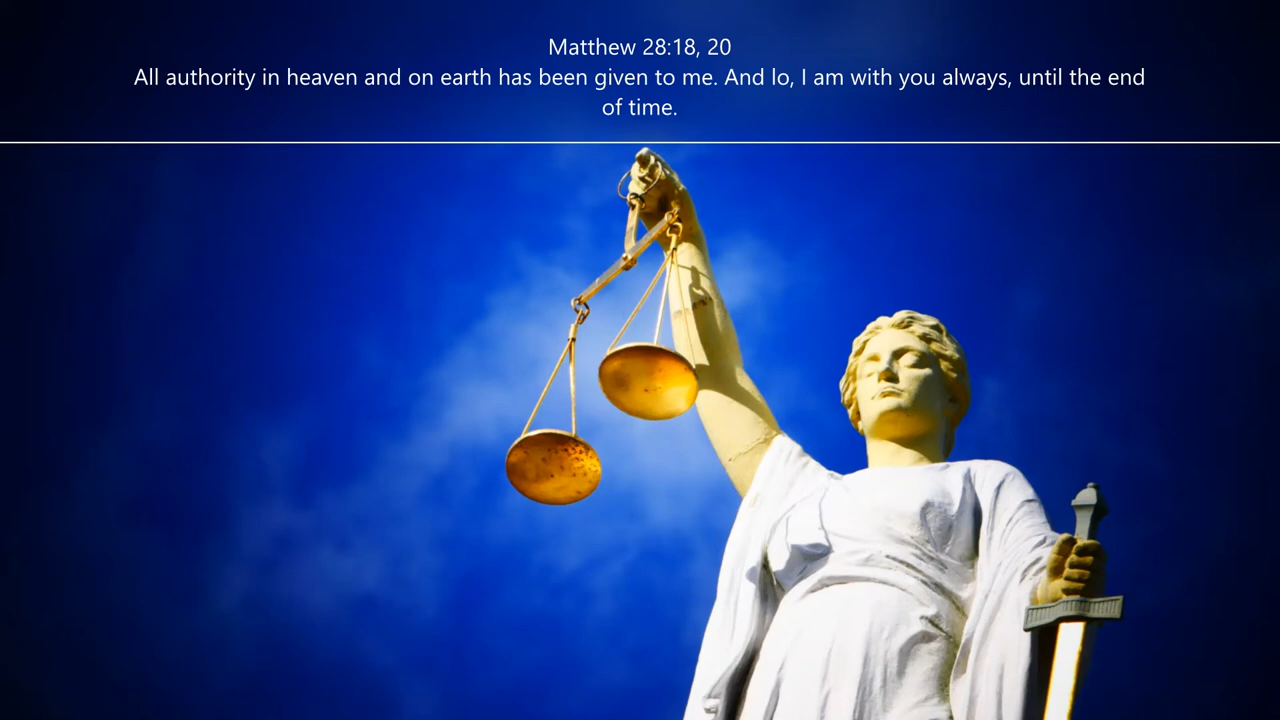 Matthew 28:18, 20
All authority in heaven and on earth has been given to me. And lo, I am with you always, until the end
of time.